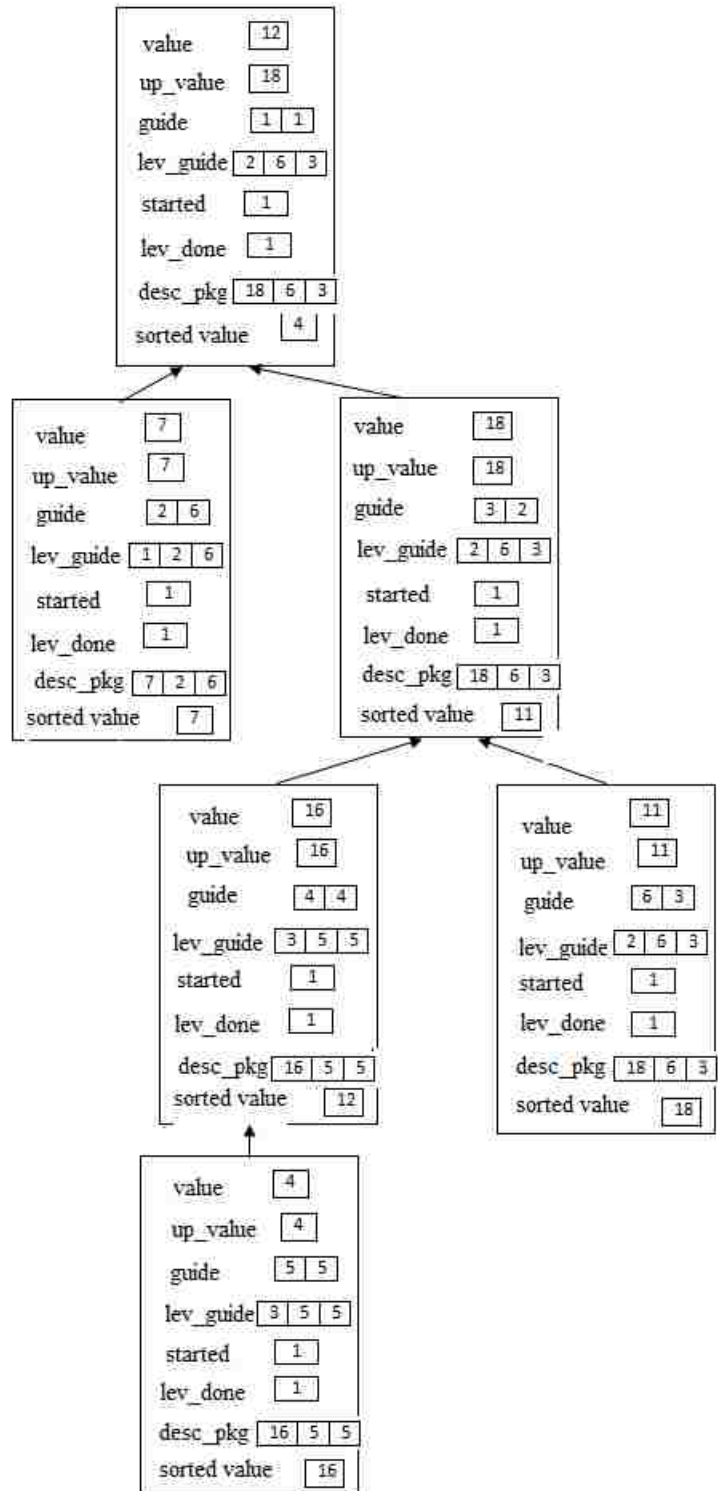 value 12
up_value 18
guide 1 1
lev_guide 2 6 3
started 1
lev_done 1
desc_pkg 18 6 3
sorted value 4
value 7
up_value 7
guide 2 6
lev_guide 1 2 6
started 1
lev_done 1
desc_pkg 7 2 6
sorted value 7
value 18
up_value 18
guide 3 2
lev_guide 2 6 3
started 1
lev_done 1
desc_pkg 18 6 3
sorted value 11
value 16
up_value 16
guide 4 4
lev_guide 3 5 5
started 1
lev_done 1
desc_pkg 16 5 5
sorted value 12
value 11
up_value 11
guide 6 3
lev_guide 2 6 3
started 1
lev_done 1
desc_pkg 18 6 3
sorted value 18
value 4
up_value 4
guide 5 5
lev_guide 3 5 5
started 1
lev_done 1
desc_pkg 16 5 5
sorted value 16